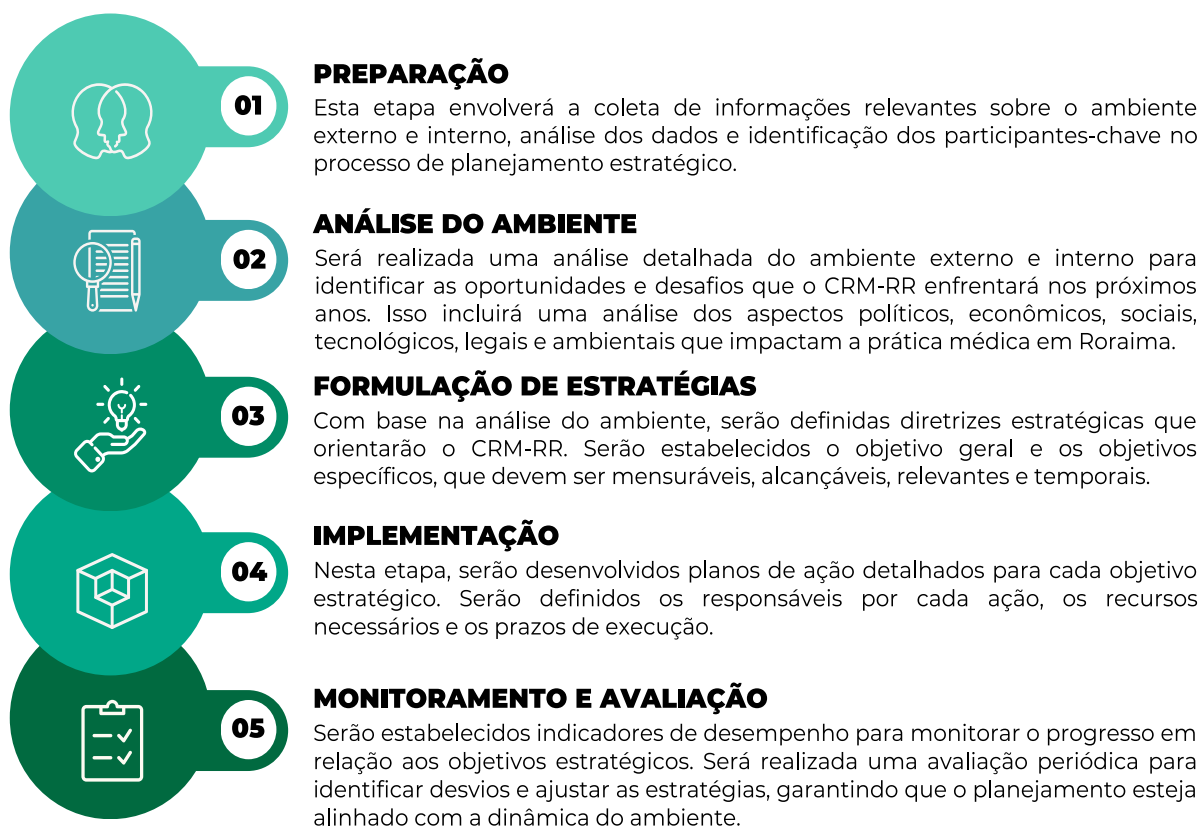 01
PREPARAÇÃO
Esta etapa envolverá a coleta de informações relevantes sobre o ambiente
externo e interno, análise dos dados e identificação dos participantes-chave no
processo de planejamento estratégico.
02
ANÁLISE DO AMBIENTE
Será realizada uma análise detalhada do ambiente externo e interno para
identificar as oportunidades e desafios que o CRM-RR enfrentará nos próximos
anos. Isso incluirá uma análise dos aspectos políticos, econômicos, sociais,
tecnológicos, legais e ambientais que impactam a prática médica em Roraima.
03
FORMULAÇÃO DE ESTRATÉGIAS
Com base na análise do ambiente, serão definidas diretrizes estratégicas que
orientarão o CRM-RR. Serão estabelecidos o objetivo geral e os objetivos
específicos, que devem ser mensuráveis, alcançáveis, relevantes e temporais.
04
IMPLEMENTAÇÃO
Nesta etapa, serão desenvolvidos planos de ação detalhados para cada objetivo
estratégico. Serão definidos os responsáveis por cada ação, os recursos
necessários e os prazos de execução.
05
MONITORAMENTO E AVALIAÇÃO
Serão estabelecidos indicadores de desempenho para monitorar o progresso em
relação aos objetivos estratégicos. Será realizada uma avaliação periódica para
identificar desvios e ajustar as estratégias, garantindo que o planejamento esteja
alinhado com a dinâmica do ambiente.